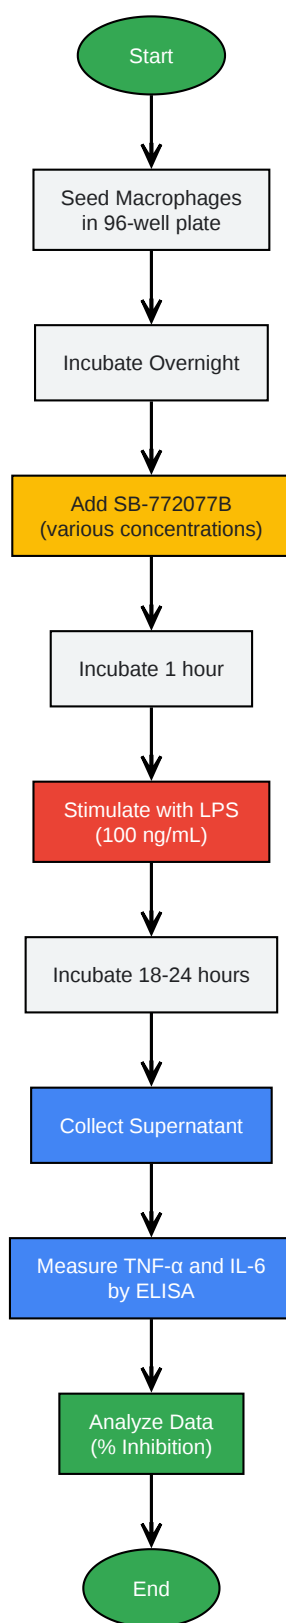 Start
Seed Macrophages
in 96-well plate
Incubate Overnight
Add SB-772077B
(various concentrations)
Incubate 1 hour
Stimulate with LPS
(100 ng/mL)
Incubate 18-24 hours
Collect Supernatant
Measure TNF-α and IL-6
by ELISA
Analyze Data
(% Inhibition)
End